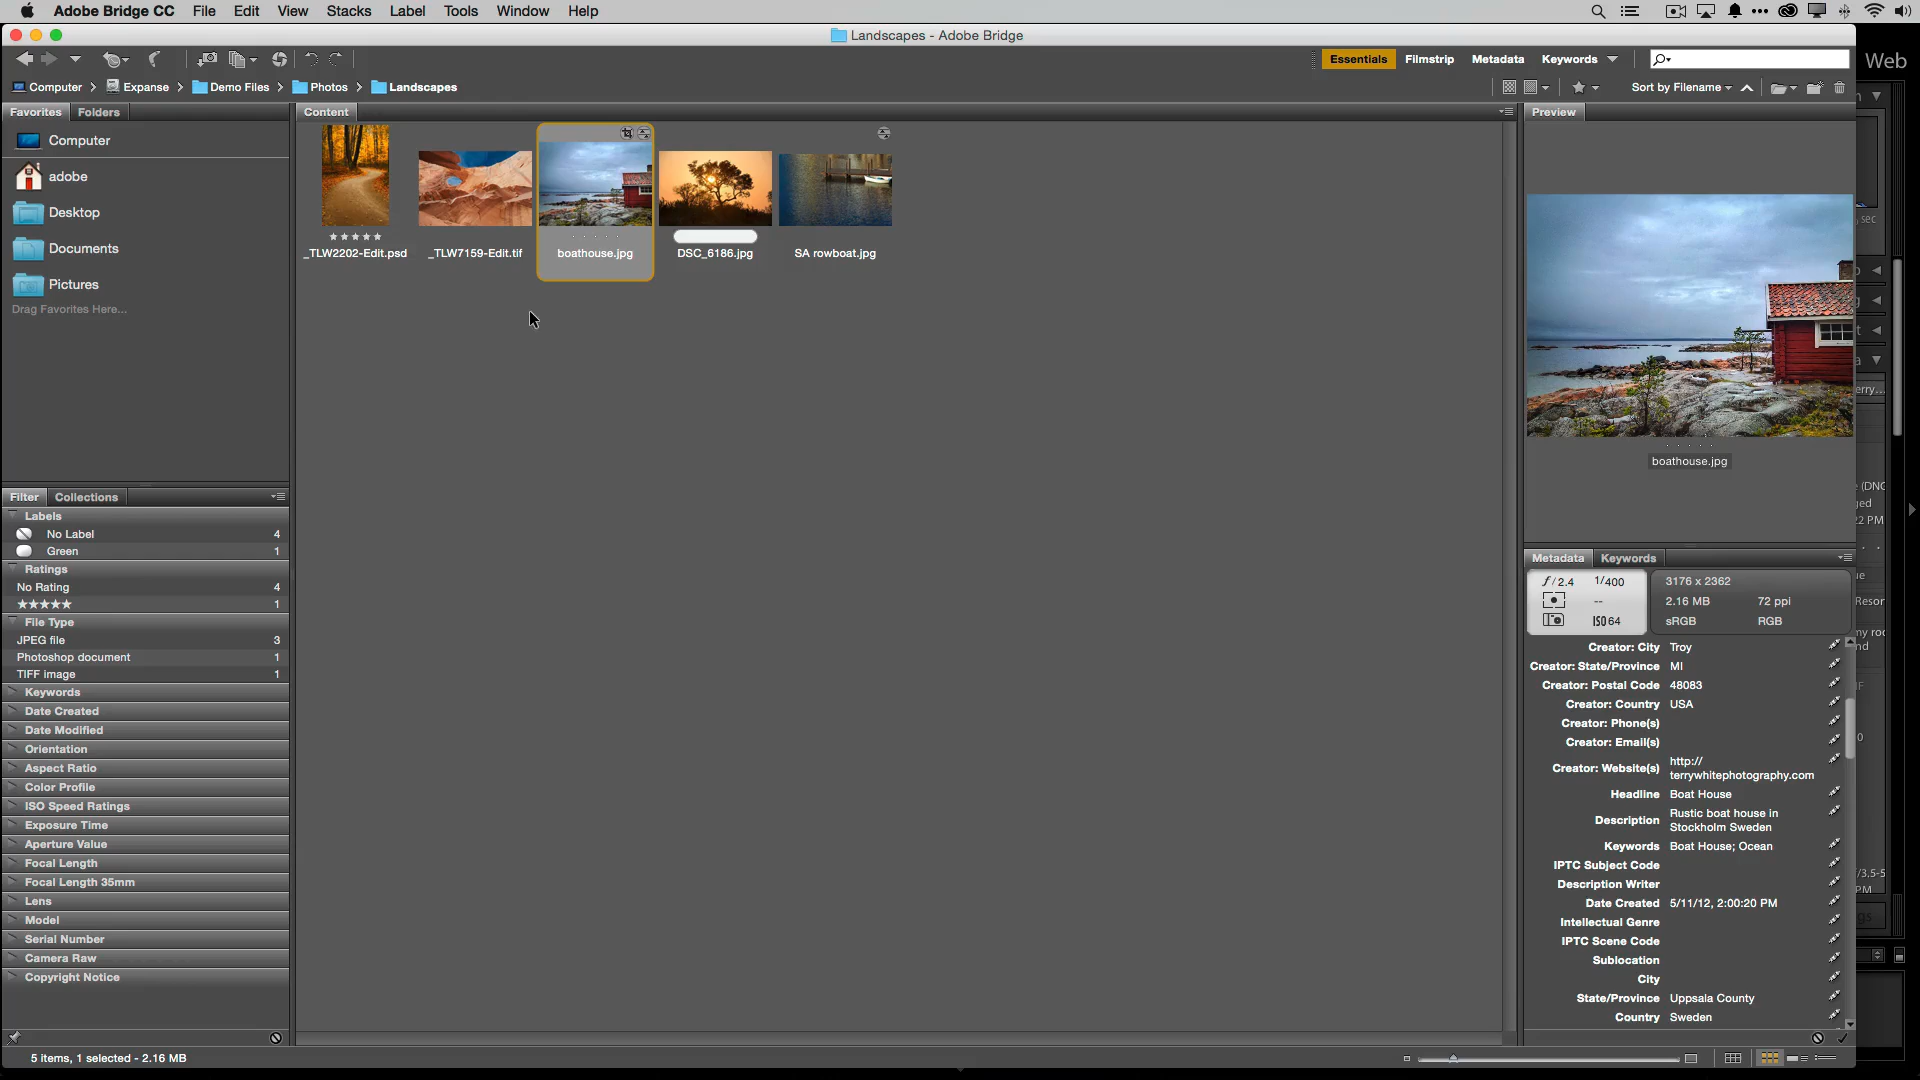 Adobe Bridge CC File Edit View Stacks Label Tools Window Help
Landscapes - Adobe Bridge
Essentials Filmstrip Metadata Keywords
Web
Computer Expanse Demo Files Photos Landscapes
Sort by Filename
Favorites Folders
Content
Preview
Computer
adobe
Desktop
Documents
Pictures
Drag Favorites Here...
_TLW2202-Edit.psd
_TLW7159-Edit.tif
boathouse.jpg
DSC_6186.jpg
SA rowboat.jpg
boathouse.jpg
Filter Collections
Labels
No Label 4
Green 1
Ratings
No Rating 4
★★★★★ 1
File Type
JPEG file 3
Photoshop document 1
TIFF image 1
Keywords
Date Created
Date Modified
Orientation
Aspect Ratio
Color Profile
ISO Speed Ratings
Exposure Time
Aperture Value
Focal Length
Focal Length 35mm
Lens
Model
Serial Number
Camera Raw
Copyright Notice
5 items, 1 selected - 2.16 MB
Metadata Keywords
ƒ/2.4 1/400
--
ISO64
3176 x 2362
2.16 MB 72 ppi
sRGB RGB
Creator: City Troy
Creator: State/Province MI
Creator: Postal Code 48083
Creator: Country USA
Creator: Phone(s)
Creator: Email(s)
Creator: Website(s) http://
terrywhitephotography.com
Headline Boat House
Description Rustic boat house in
Stockholm Sweden
Keywords Boat House; Ocean
IPTC Subject Code
Description Writer
Date Created 5/11/12, 2:00:20 PM
Intellectual Genre
IPTC Scene Code
Sublocation
City
State/Province Uppsala County
Country Sweden
sec
(DNG
22 PM
/3.5-5
PM